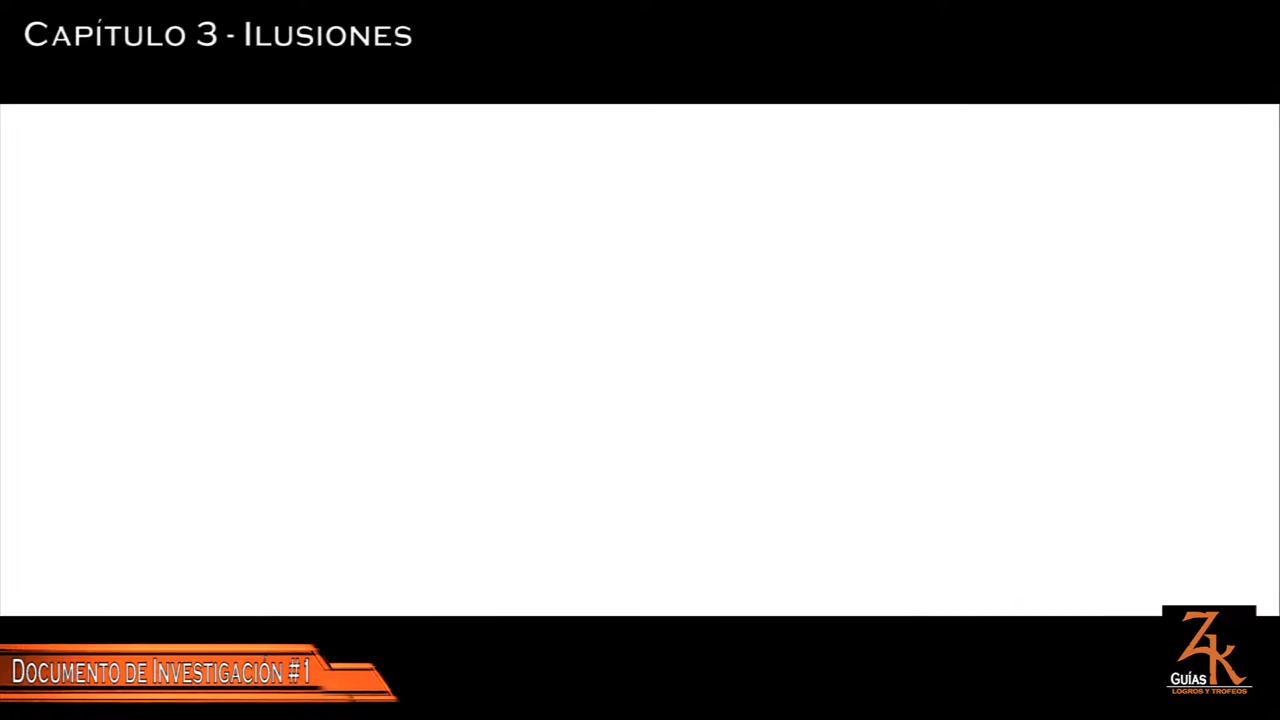 Capítulo 3 - Ilusiones
Documento de Investigación #1
ZK
Guías
Logros y Trofeos